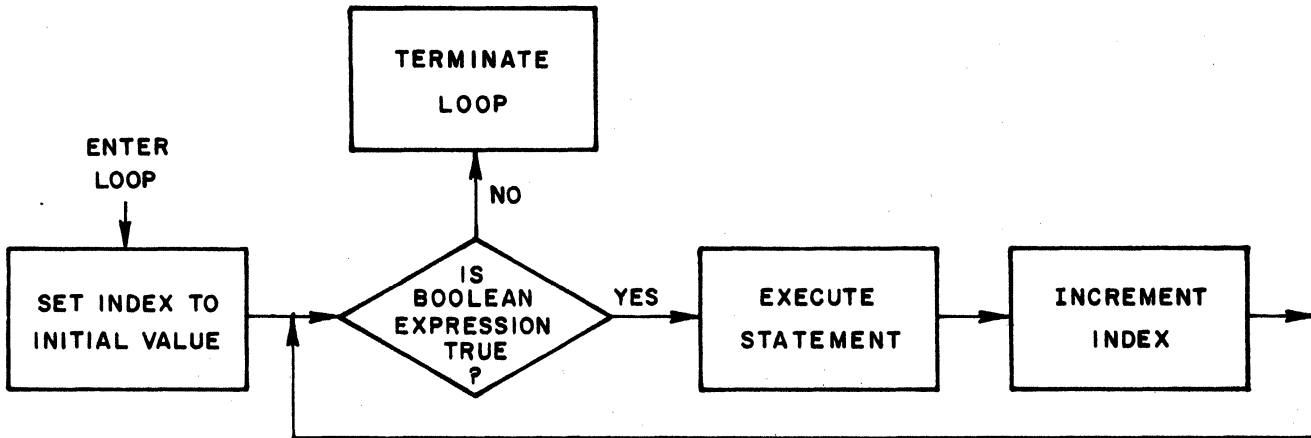 TERMINATE
LOOP
ENTER
LOOP
NO
SET INDEX TO
INITIAL VALUE
IS
BOOLEAN
EXPRESSION
TRUE
?
YES
EXECUTE
STATEMENT
INCREMENT
INDEX